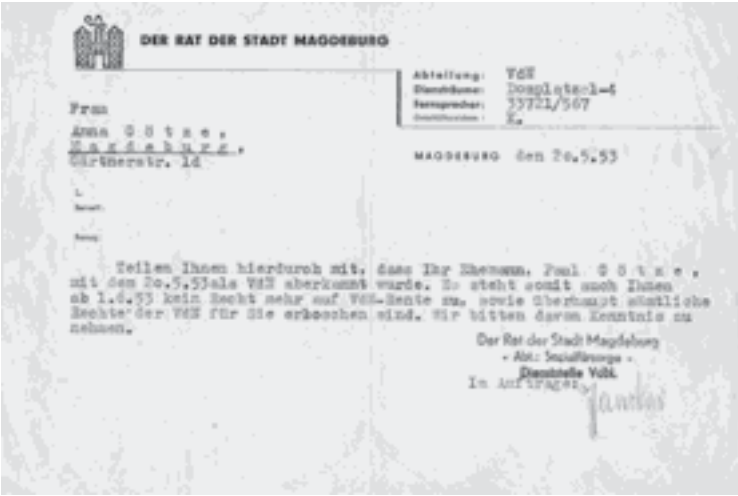 DER RAT DER STADT MAGDEBURG
Abteilung: VdN
Diensträume: Domplatz 1-4
Fernsprecher: 33721/567
K.
Frau
Anna G ö t z e ,
M a g d e b u r g ,
Gärtnerstr. 1d
MAGDEBURG den 20.5.53
Betreff:
Bezug:
Teilen Ihnen hierdurch mit, dass Ihr Ehemann, Paul G ö t z e ,
mit dem 20.5.53 als VdN aberkannt wurde. Es steht somit auch Ihnen
ab 1.6.53 kein Recht mehr auf VdN-Rente zu, sowie überhaupt sämtliche
Rechte der VdN für Sie erloschen sind. Wir bitten davon Kenntnis zu
nehmen.
Der Rat der Stadt Magdeburg
- Abt.: Sozialfürsorge -
Dienststelle VdN.
Im Auftrage: